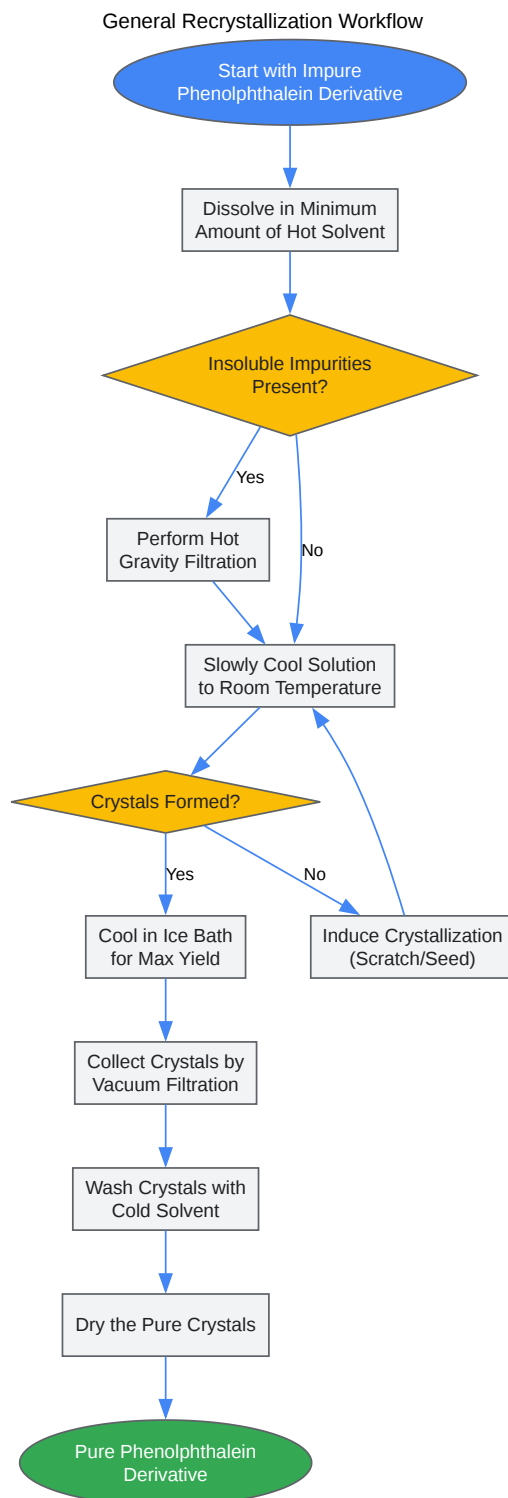 General Recrystallization Workflow
Start with Impure
Phenolphthalein Derivative
Dissolve in Minimum
Amount of Hot Solvent
Insoluble Impurities
Present?
Yes
Perform Hot
Gravity Filtration
No
Slowly Cool Solution
to Room Temperature
Crystals Formed?
Yes
No
Cool in Ice Bath
for Max Yield
Induce Crystallization
(Scratch/Seed)
Collect Crystals by
Vacuum Filtration
Wash Crystals with
Cold Solvent
Dry the Pure Crystals
Pure Phenolphthalein
Derivative